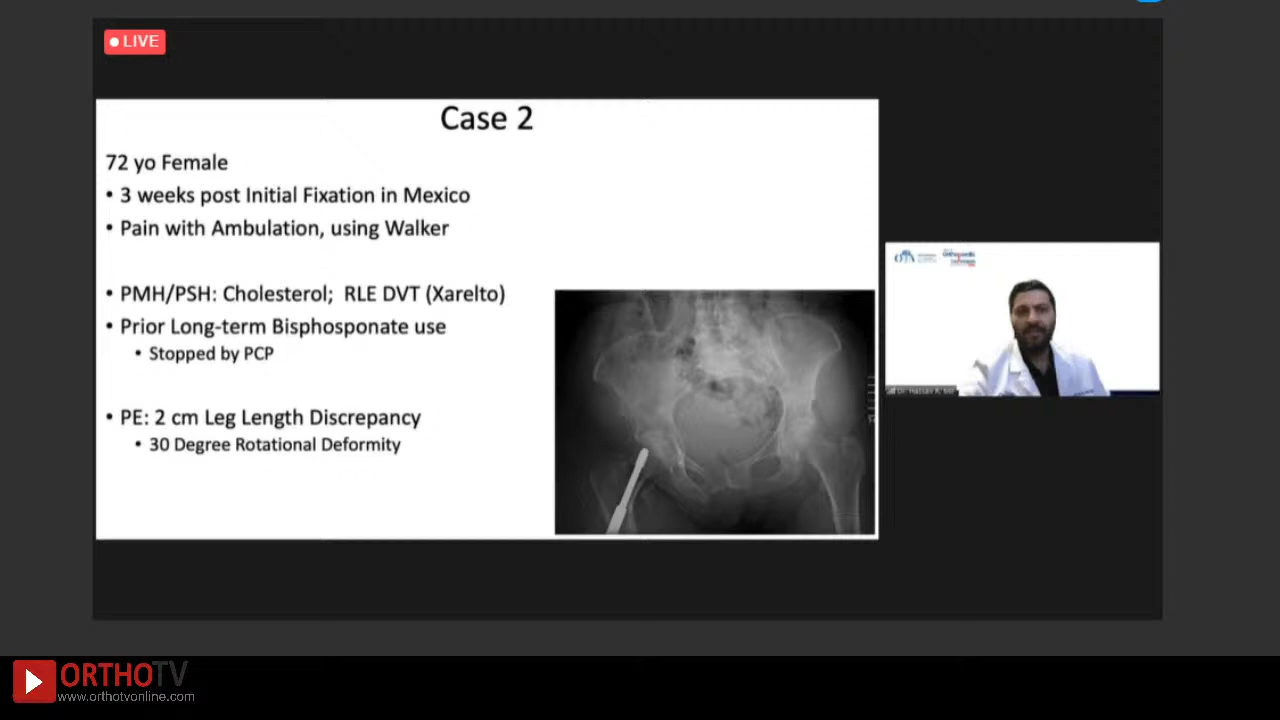 LIVE
Case 2
72 yo Female
• 3 weeks post Initial Fixation in Mexico
• Pain with Ambulation, using Walker
• PMH/PSH: Cholesterol; RLE DVT (Xarelto)
• Prior Long-term Bisphosponate use
• Stopped by PCP
• PE: 2 cm Leg Length Discrepancy
• 30 Degree Rotational Deformity
OTA
ORTHOTV
www.orthotvonline.com